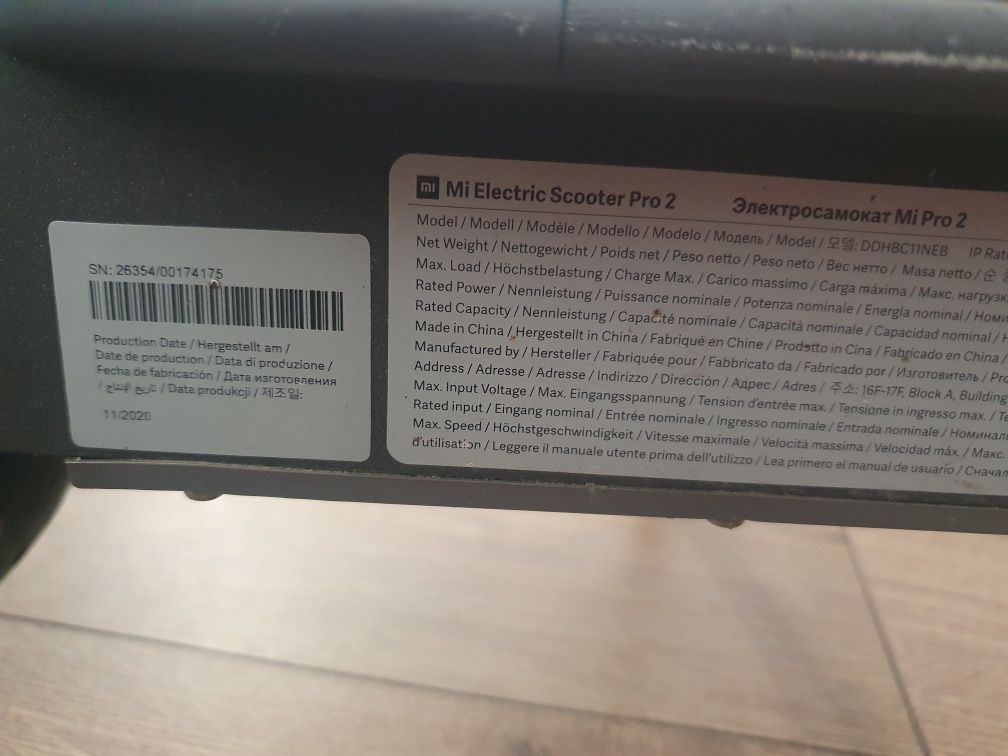 SN: 26354/00174175
Production Date / Hergestellt am /
Date de production / Data di produzione /
Fecha de fabricación / Дата изготовления
/ تاريخ الإنتاج / Data produkcji / 제조일:
11/2020
mi Mi Electric Scooter Pro 2 Электросамокат Mi Pro 2
Model / Modell / Modèle / Modello / Modelo / Модель / Model / 모델: DDHBC11NEB IP Rati
Net Weight / Nettogewicht / Poids net / Peso netto / Peso neto / Вес нетто / Masa netto / 순
Max. Load / Höchstbelastung / Charge Max. / Carico massimo / Carga máxima / Макс. нагрузк
Rated Power / Nennleistung / Puissance nominale / Potenza nominale / Energía nominal / Номи
Rated Capacity / Nennleistung / Capacité nominale / Capacità nominale / Capacidad nominal /
Made in China / Hergestellt in China / Fabriqué en Chine / Prodotto in Cina / Fabricado en China /
Manufactured by / Hersteller / Fabriquée pour / Fabbricato da / Fabricado por / Изготовитель / Pro
Address / Adresse / Adresse / Indirizzo / Dirección / Адрес / Adres / 주소: 16F-17F, Block A, Building
Max. Input Voltage / Max. Eingangsspannung / Tension d'entrée max. / Tensione in ingresso max. / Te
Rated input / Eingang nominal / Entrée nominale / Ingresso nominale / Entrada nominale / Номинал
Max. Speed / Höchstgeschwindigkeit / Vitesse maximale / Velocità massima / Velocidad máx. / Макс.
d'utilisation / Leggere il manuale utente prima dell'utilizzo / Lea primero el manual de usuario / Сначал